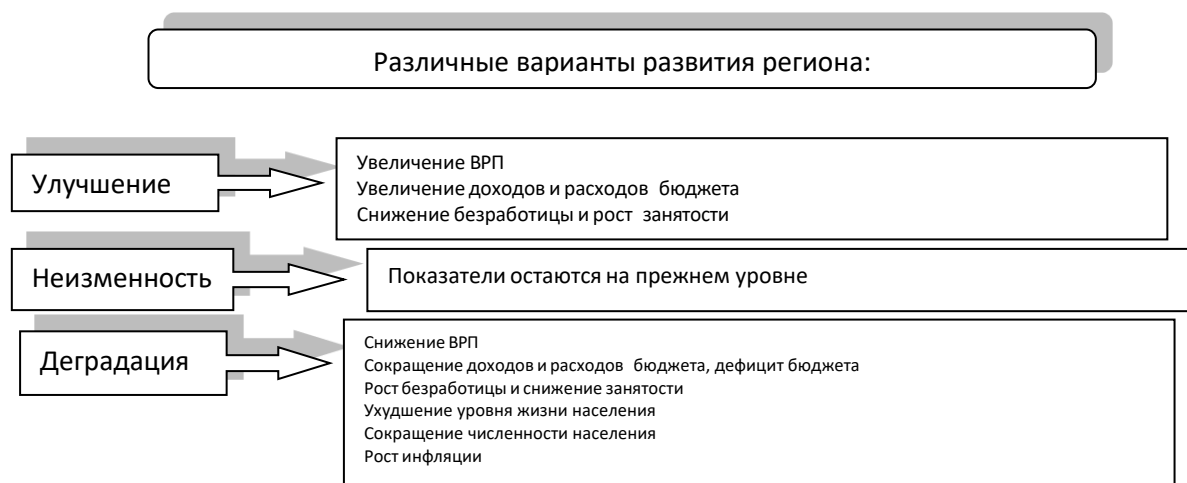 Различные варианты развития региона:
Улучшение
Увеличение ВРП
Увеличение доходов и расходов бюджета
Снижение безработицы и рост занятости
Неизменность
Показатели остаются на прежнем уровне
Деградация
Снижение ВРП
Сокращение доходов и расходов бюджета, дефицит бюджета
Рост безработицы и снижение занятости
Ухудшение уровня жизни населения
Сокращение численности населения
Рост инфляции